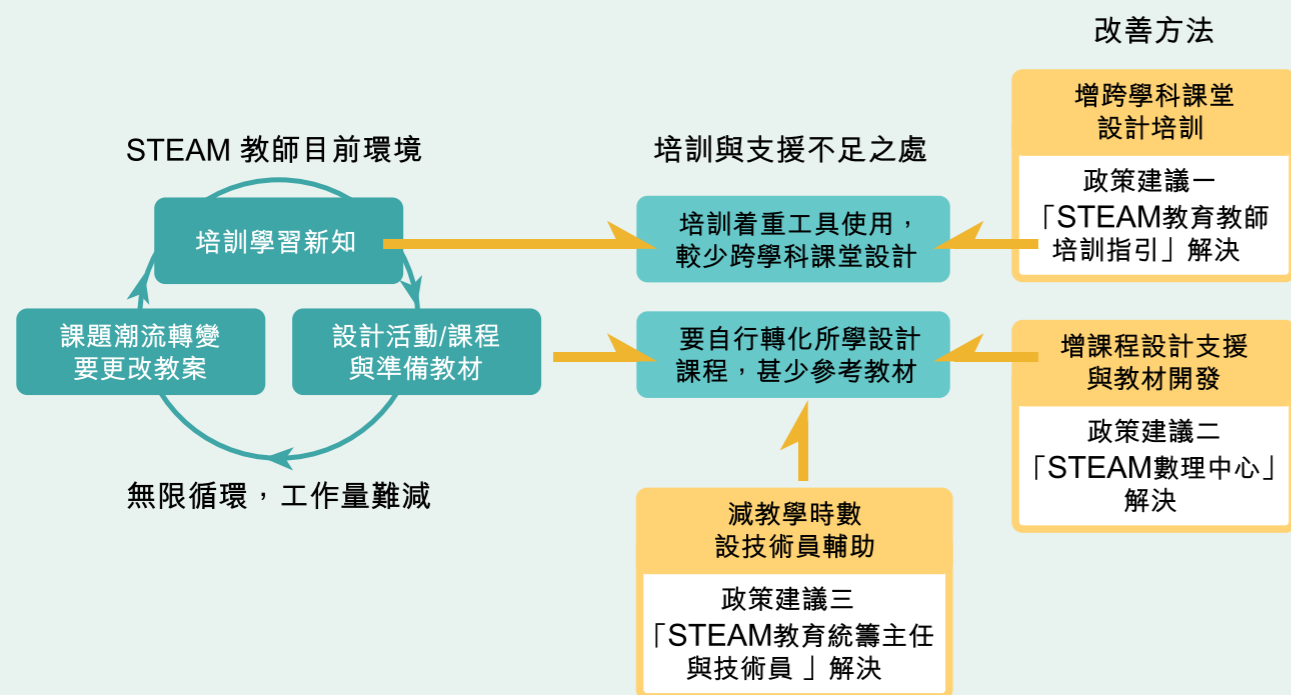 STEAM 教師目前環境
培訓學習新知
課題潮流轉變
要更改教案
設計活動/課程
與準備教材
無限循環，工作量難減
培訓與支援不足之處
培訓着重工具使用，
較少跨學科課堂設計
要自行轉化所學設計
課程，甚少參考教材
減教學時數
設技術員輔助
政策建議三
「STEAM教育統籌主任
與技術員 」解決
改善方法
增跨學科課堂
設計培訓
政策建議一
「STEAM教育教師
培訓指引」解決
增課程設計支援
與教材開發
政策建議二
「STEAM數理中心」
解決